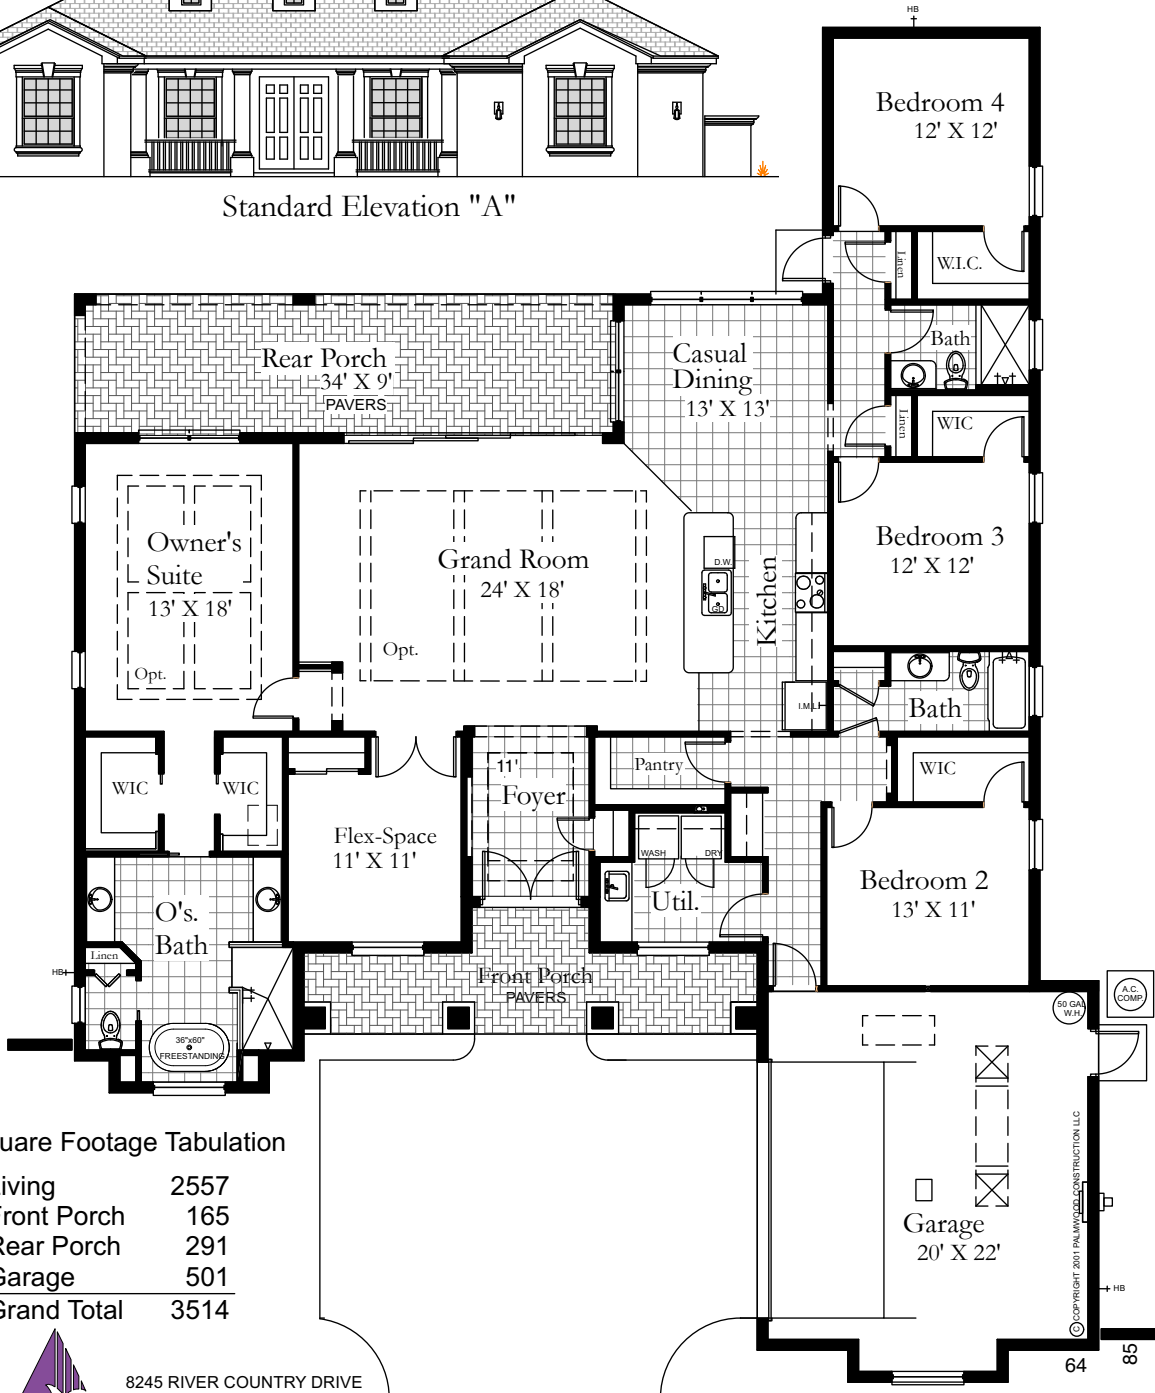 HB
Bedroom 4
12' X 12'
Standard Elevation "A"
Linen
W.I.C.
Bath
Rear Porch
34' X 9'
PAVERS
Casual
Dining
13' X 13'
Linen
WIC
Owner's
Suite
13' X 18'
Opt.
Grand Room
24' X 18'
Opt.
D.W.
GD
Kitchen
Bedroom 3
12' X 12'
I.M.L.
Bath
WIC
WIC
Flex-Space
11' X 11'
11'
Foyer
Pantry
WASH
DRY
Util.
WIC
Bedroom 2
13' X 11'
O's.
Bath
Linen
HB
36"x60"
FREESTANDING
Front Porch
PAVERS
50 GAL
W.H.
A.C.
COMP.
Garage
20' X 22'
C COPYRIGHT 2001 PALMWOOD CONSTRUCTION LLC
HB
64
85
uare Footage Tabulation
iving 2557
Front Porch 165
Rear Porch 291
Garage 501
Grand Total 3514
8245 RIVER COUNTRY DRIVE